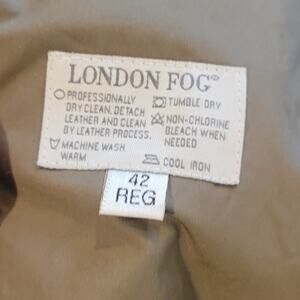 LONDON FOG®
PROFESSIONALLY
DRY CLEAN, DETACH
LEATHER AND CLEAN
BY LEATHER PROCESS.
MACHINE WASH
WARM
TUMBLE DRY
NON-CHLORINE
BLEACH WHEN
NEEDED
COOL IRON
42
REG